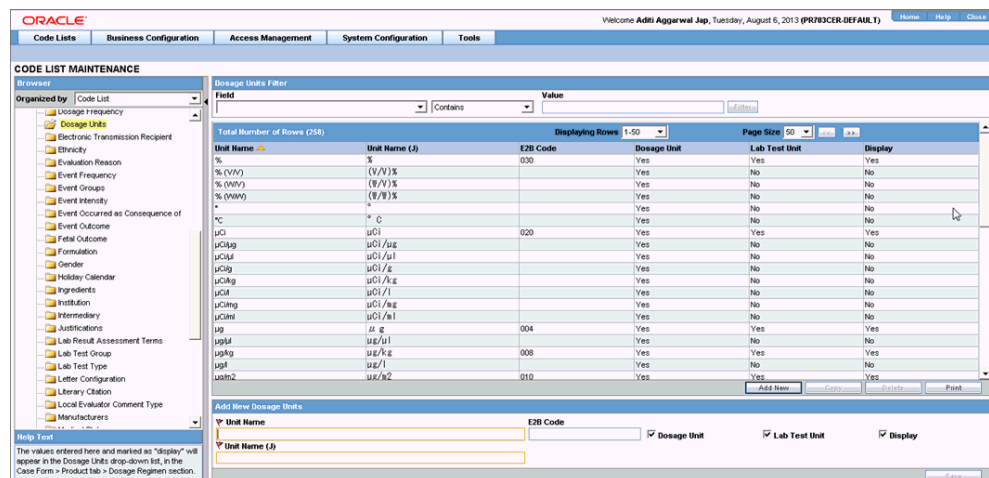 ORACLE
Welcome Aditi Aggarwal Jap, Tuesday, August 6, 2013 (PR703CER-DEFAULT)
Home Help Close
Code Lists Business Configuration Access Management System Configuration Tools
CODE LIST MAINTENANCE
Browser
Organized by Code List
Dosage Frequency
Dosage Units
Electronic Transmission Recipient
Ethnicity
Evaluation Reason
Event Frequency
Event Groups
Event Intensity
Event Occurred as Consequence of
Event Outcome
Fetal Outcome
Formulation
Gender
Holiday Calendar
Ingredients
Institution
Intermediary
Justifications
Lab Result Assessment Terms
Lab Test Group
Lab Test Type
Letter Configuration
Literary Citation
Local Evaluator Comment Type
Manufacturers
Help Text
The values entered here and marked as "display" will
appear in the Dosage Units drop-down list, in the
Case Form > Product tab > Dosage Regimen section.
Dosage Units Filter
Field Value
Contains Filter
Total Number of Rows (258) Displaying Rows 1-50 Page Size 50 << >>
Unit Name Unit Name (J) E2B Code Dosage Unit Lab Test Unit Display
% % 030 Yes Yes Yes
% (V/V) (V/V)% Yes No No
% (W/V) (W/V)% Yes No No
% (W/W) (W/W)% Yes No No
° ° Yes No No
°C ° C Yes No No
µCi µCi 020 Yes Yes Yes
µCi/µg µCi/µg Yes No No
µCi/µl µCi/µl Yes No No
µCi/g µCi/g Yes No No
µCi/kg µCi/kg Yes No No
µCi/l µCi/l Yes No No
µCi/mg µCi/mg Yes No No
µCi/ml µCi/ml Yes No No
µg µ g 004 Yes Yes Yes
µg/µl µg/µl Yes No No
µg/kg µg/kg 008 Yes Yes Yes
µg/l µg/l Yes No No
µg/m2 µg/m2 010 Yes Yes Yes
Add New Copy Delete Print
Add New Dosage Units
Unit Name E2B Code
Dosage Unit Lab Test Unit Display
Unit Name (J)
Save